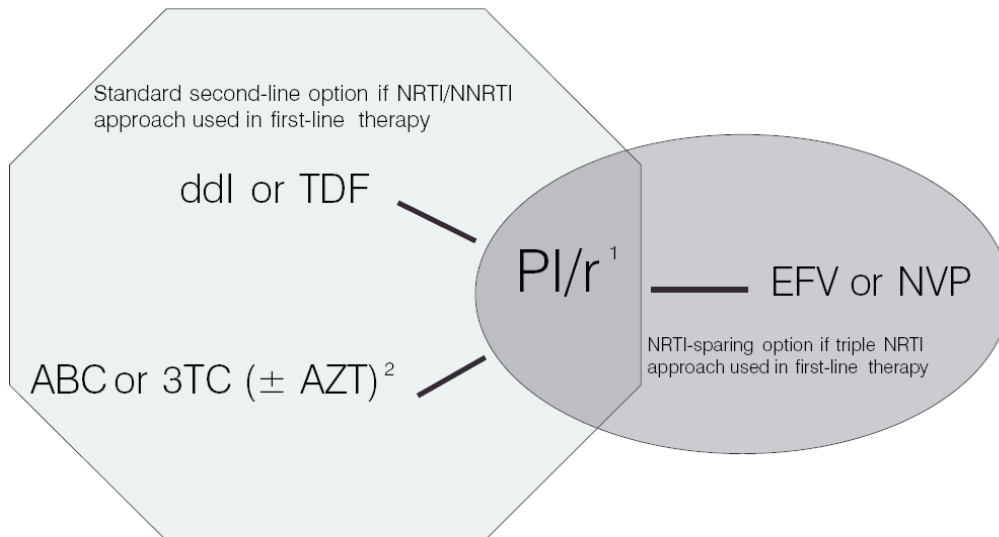 Standard second-line option if NRTI/NNRTI
approach used in first-line therapy
ddI or TDF
PI/r ¹
EFV or NVP
NRTI-sparing option if triple NRTI
approach used in first-line therapy
ABC or 3TC (± AZT) ²